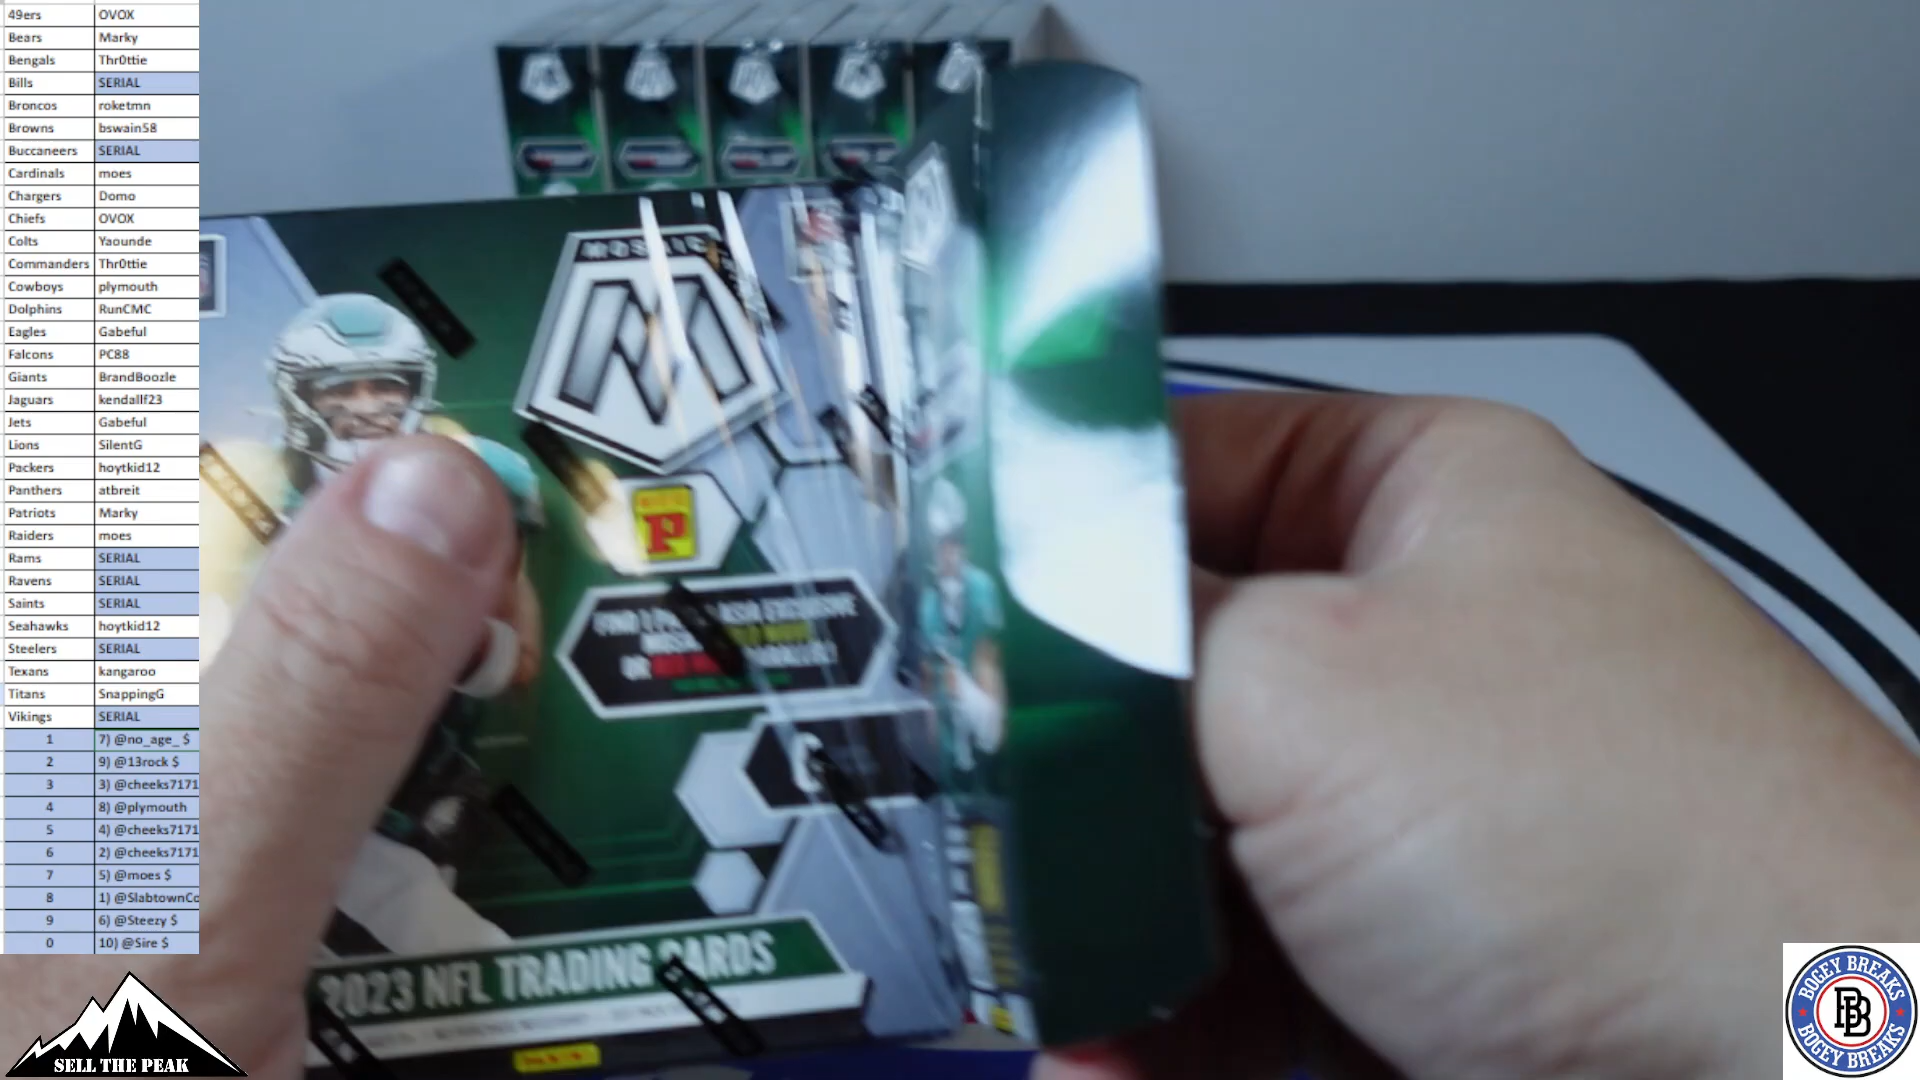 49ers OVOX
Bears Marky
Bengals Thr0ttie
Bills SERIAL
Broncos roketmn
Browns bswain58
Buccaneers SERIAL
Cardinals moes
Chargers Domo
Chiefs OVOX
Colts Yaounde
Commanders Thr0ttie
Cowboys plymouth
Dolphins RunCMC
Eagles Gabeful
Falcons PC88
Giants BrandBoozle
Jaguars kendallf23
Jets Gabeful
Lions SilentG
Packers hoytkid12
Panthers atbreit
Patriots Marky
Raiders moes
Rams SERIAL
Ravens SERIAL
Saints SERIAL
Seahawks hoytkid12
Steelers SERIAL
Texans kangaroo
Titans SnappingG
Vikings SERIAL
1 7) @no_age_ $
2 9) @13rock $
3 3) @cheeks7171
4 8) @plymouth
5 4) @cheeks7171
6 2) @cheeks7171
7 5) @moes $
8 1) @SlabtownCo
9 6) @Steezy $
0 10) @Sire $
SELL THE PEAK
MOSAIC
P
EXCLUSIVE
OR
2023 NFL TRADING CARDS
PANINI
BOGEY BREAKS
BB
BOGEY BREAKS